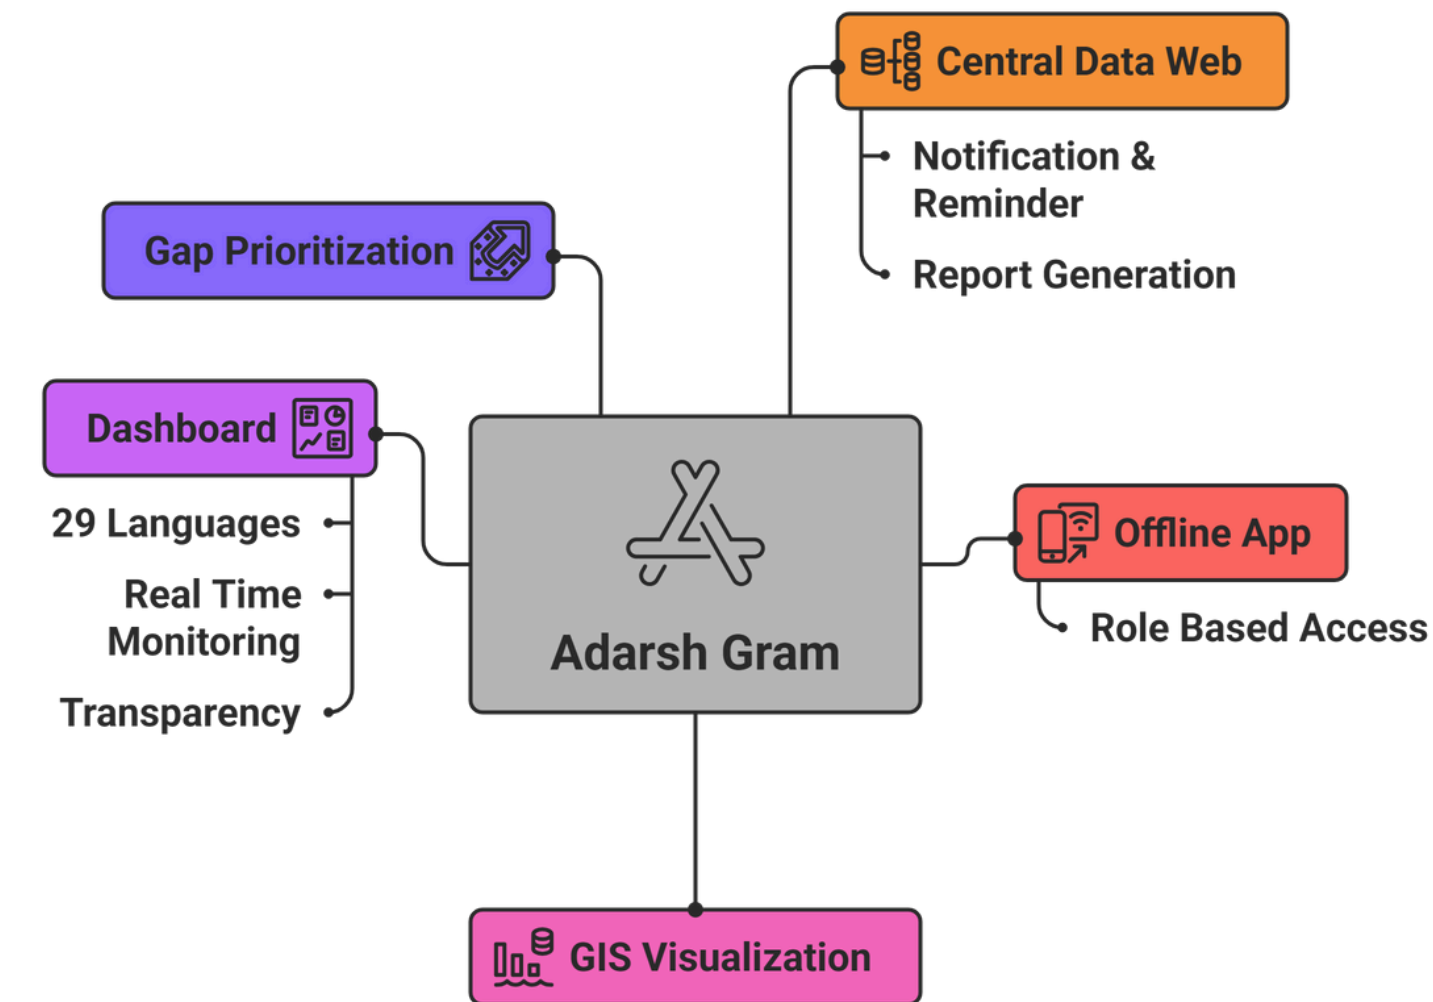 Central Data Web
Notification &
Reminder
Report Generation
Gap Prioritization
Dashboard
29 Languages
Real Time
Monitoring
Transparency
Adarsh Gram
Offline App
Role Based Access
GIS Visualization